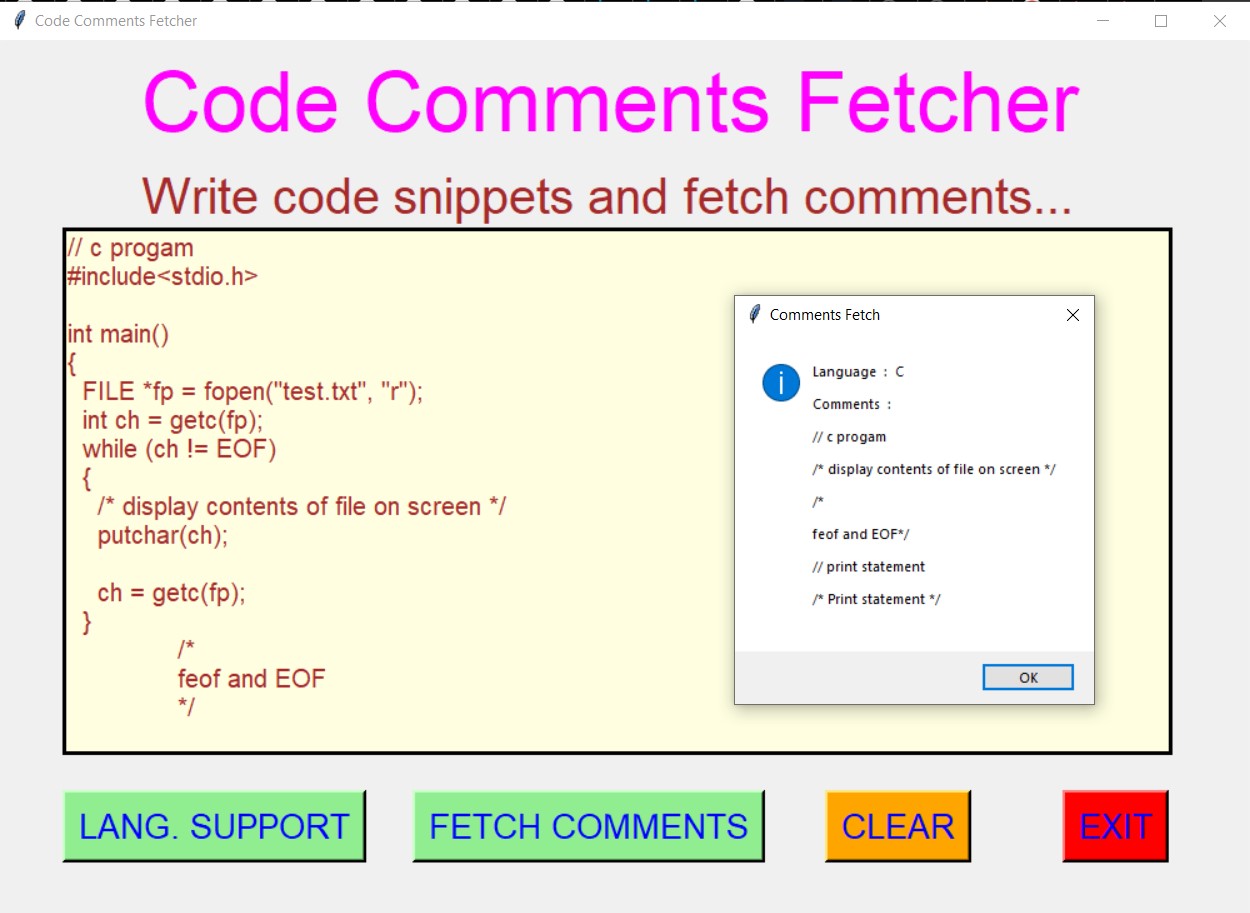 Code Comments Fetcher
Code Comments Fetcher
Write code snippets and fetch comments...
// c progam
#include<stdio.h>
int main()
{
FILE *fp = fopen("test.txt", "r");
int ch = getc(fp);
while (ch != EOF)
{
/* display contents of file on screen */
putchar(ch);
ch = getc(fp);
}
/*
feof and EOF
*/
Comments Fetch
Language : C
Comments :
// c progam
/* display contents of file on screen */
/*
feof and EOF*/
// print statement
/* Print statement */
OK
LANG. SUPPORT
FETCH COMMENTS
CLEAR
EXIT